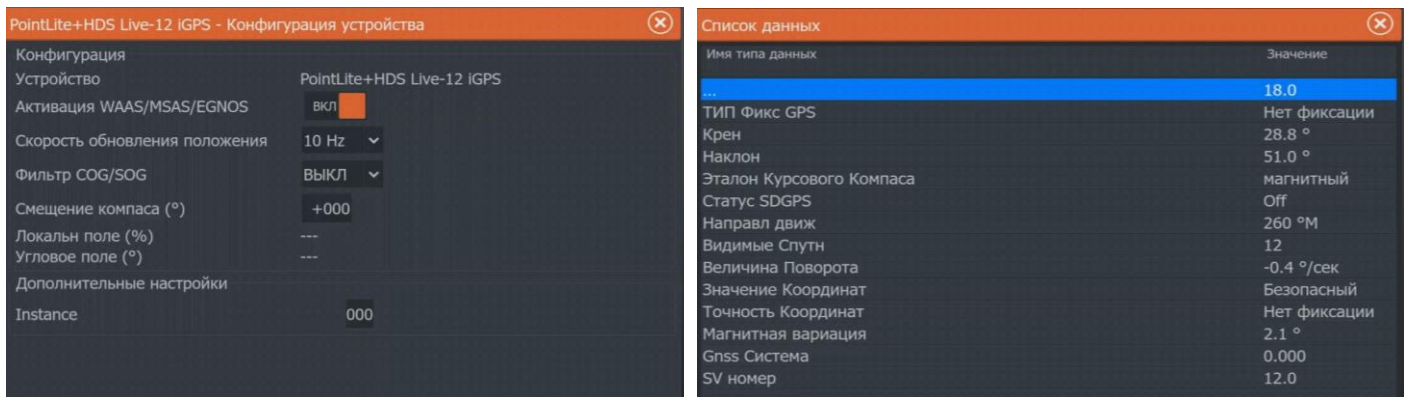 PointLite+HDS Live-12 iGPS - Конфигурация устройства
Конфигурация
Устройство PointLite+HDS Live-12 iGPS
Активация WAAS/MSAS/EGNOS ВКЛ
Скорость обновления положения 10 Hz
Фильтр COG/SOG ВЫКЛ
Смещение компаса (°) +000
Локальн поле (%) ---
Угловое поле (°) ---
Дополнительные настройки
Instance 000
Список данных
Имя типа данных Значение
... 18.0
ТИП Фикс GPS Нет фиксации
Крен 28.8 °
Наклон 51.0 °
Эталон Курсового Компаса магнитный
Статус SDGPS Off
Направл движ 260 °M
Видимые Спутн 12
Величина Поворота -0.4 °/сек
Значение Координат Безопасный
Точность Координат Нет фиксации
Магнитная вариация 2.1 °
Gnss Система 0.000
SV номер 12.0